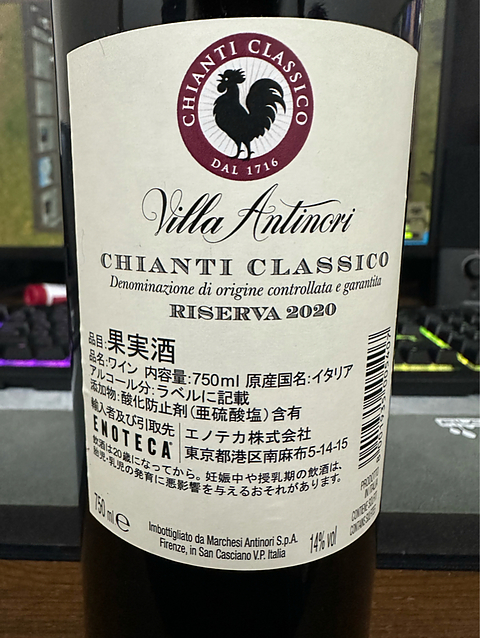 CHIANTI CLASSICO
DAL 1716
Villa Antinori
CHIANTI CLASSICO
Denominazione di origine controllata e garantita
RISERVA 2020
品目:果実酒
品名:ワイン 内容量:750ml 原産国名:イタリア
アルコール分:ラベルに記載
添加物:酸化防止剤(亜硫酸塩)含有
輸入者及び引取先
ENOTECA
エノテカ株式会社
東京都港区南麻布5-14-15
飲酒は20歳になってから。妊娠中や授乳期の飲酒は、
胎児・乳児の発育に悪影響を与えるおそれがあります。
750 ml e
Imbottigliato da Marchesi Antinori S.p.A.
Firenze, in San Casciano V.P. Italia
14% vol